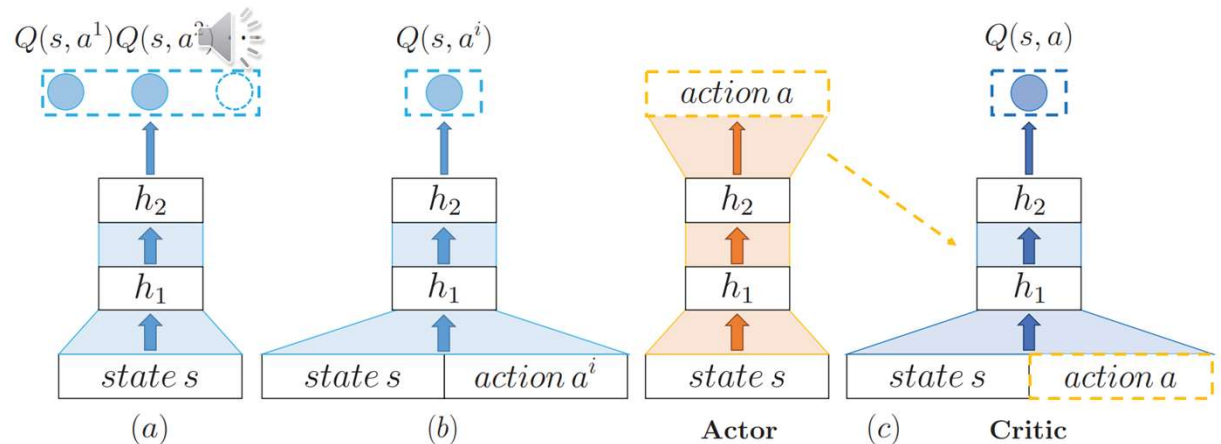 Q(s, a¹)Q(s, a²
Q(s, aⁱ)
action a
Q(s, a)
h₂
h₂
h₂
h₂
h₁
h₁
h₁
h₁
state s
state s
action aⁱ
state s
state s
action a
(a)
(b)
Actor
(c)
Critic